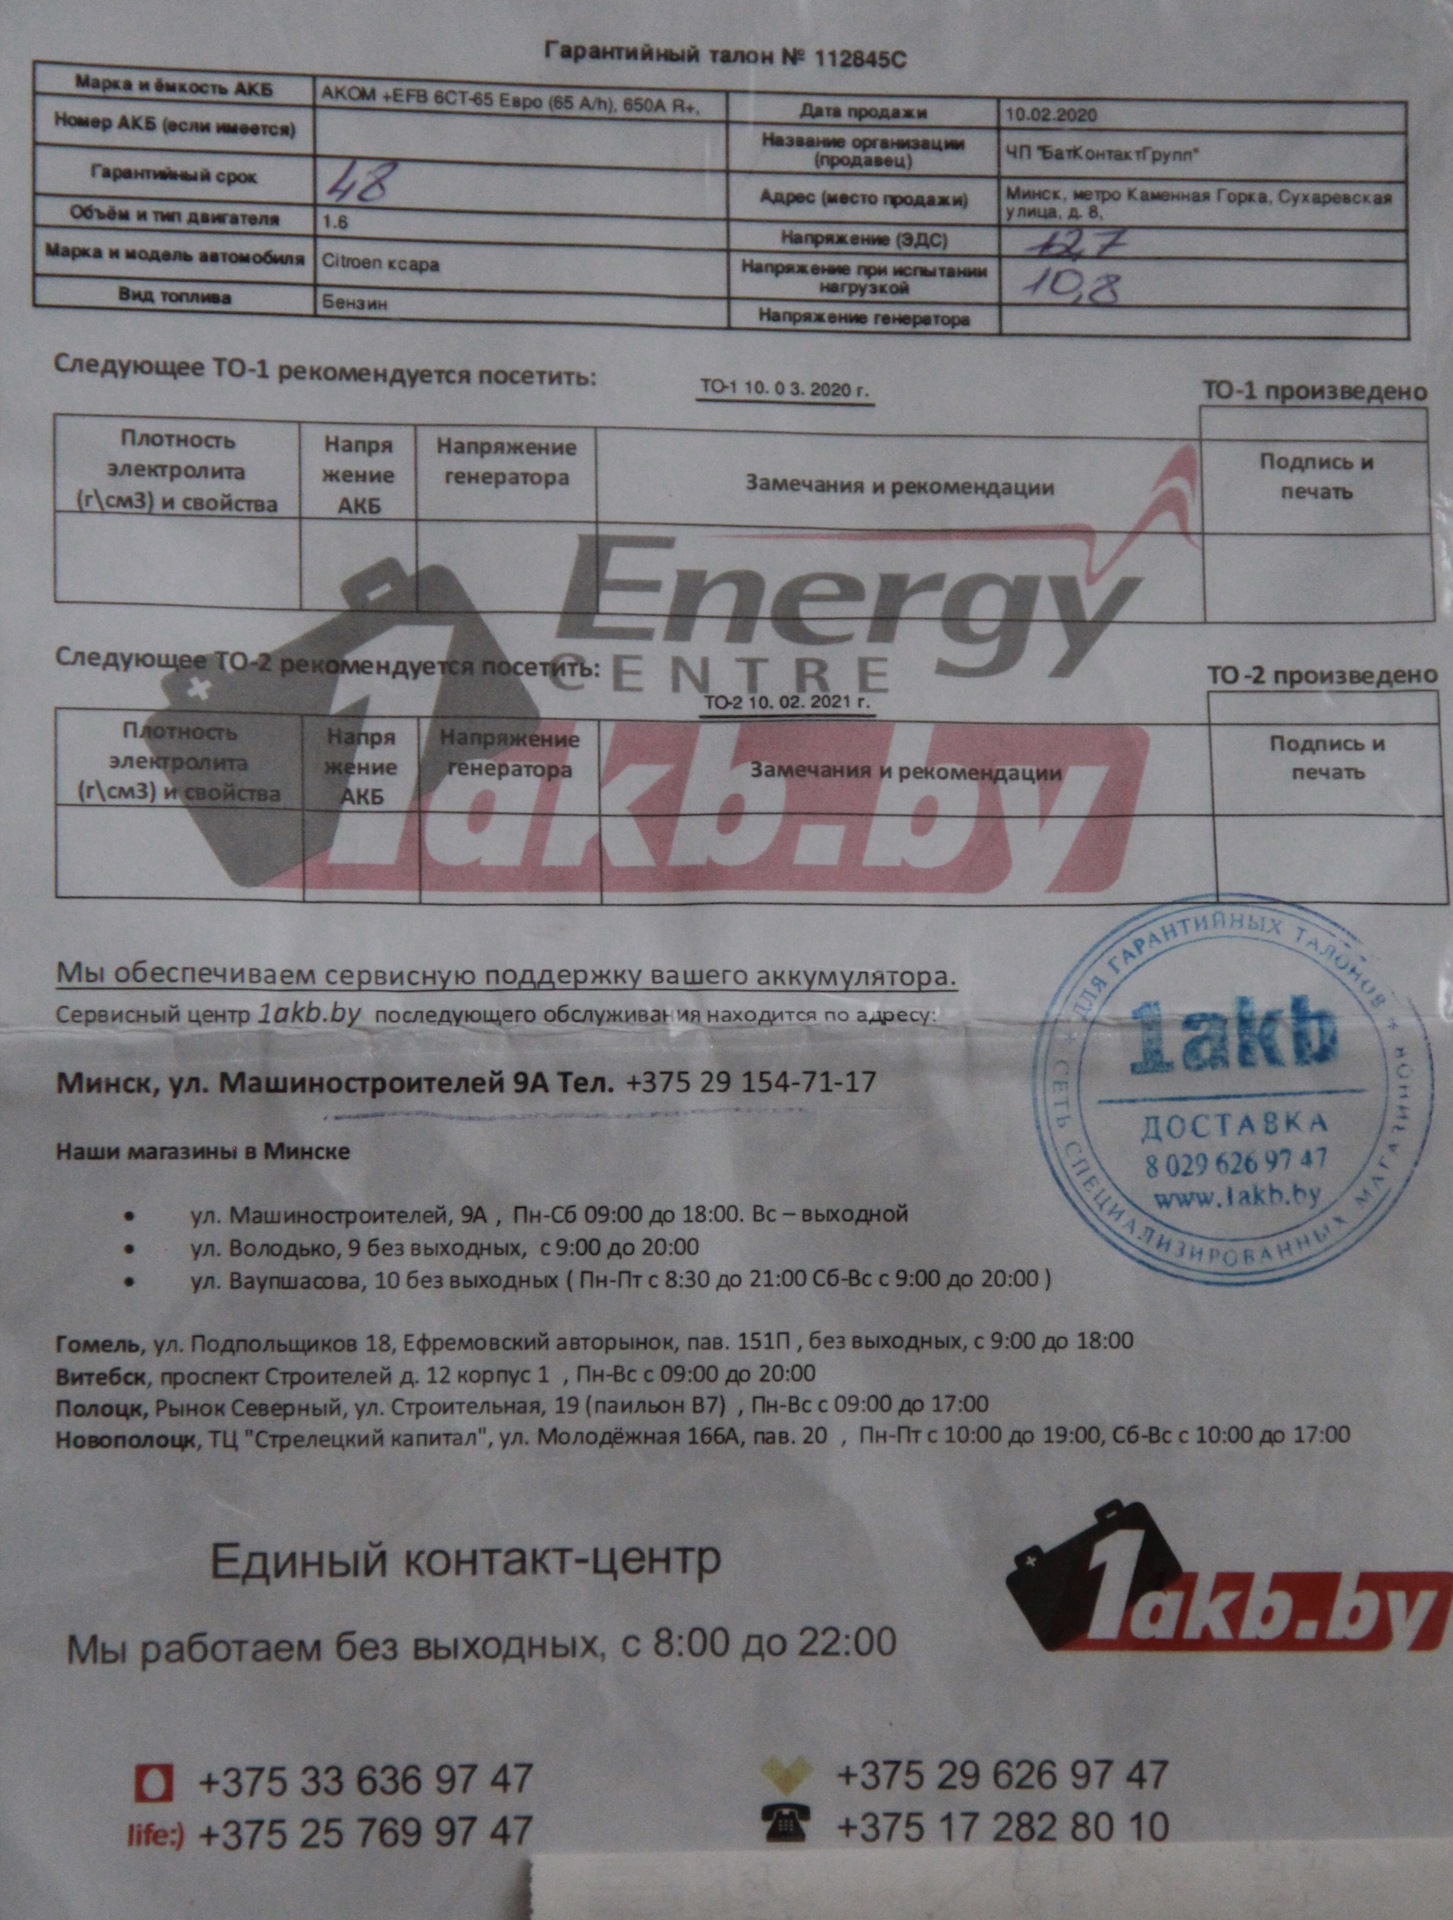 Гарантийный талон № 112845С
Марка и ёмкость АКБ
АКОМ +EFB 6СТ-65 Евро (65 A/h), 650А R+,
Дата продажи
10.02.2020
Номер АКБ (если имеется)
Название организации
(продавец)
ЧП "БатКонтактГрупп"
Гарантийный срок
48
Адрес (место продажи)
Минск, метро Каменная Горка, Сухаревская
улица, д. 8,
Объём и тип двигателя
1.6
Напряжение (ЭДС)
12,7
Марка и модель автомобиля
Citroen ксара
Напряжение при испытании
нагрузкой
10,8
Вид топлива
Бензин
Напряжение генератора
Следующее ТО-1 рекомендуется посетить:
ТО-1 10. 0 3. 2020 г.
ТО-1 произведено
Плотность
электролита
(г\см3) и свойства
Напря
жение
АКБ
Напряжение
генератора
Замечания и рекомендации
Подпись и
печать
Energy
CENTRE
Следующее ТО-2 рекомендуется посетить:
ТО-2 10. 02. 2021 г.
ТО-2 произведено
Плотность
электролита
(г\см3) и свойства
Напря
жение
АКБ
Напряжение
генератора
Замечания и рекомендации
Подпись и
печать
1akb.by
Мы обеспечиваем сервисную поддержку вашего аккумулятора.
Сервисный центр 1akb.by последующего обслуживания находится по адресу:
Минск, ул. Машиностроителей 9А Тел. +375 29 154-71-17
ДЛЯ ГАРАНТИЙНЫХ ТАЛОНОВ
СЕТЬ СПЕЦИАЛИЗИРОВАННЫХ МАГАЗИНОВ
1akb
ДОСТАВКА
8 029 626 97 47
www.1akb.by
Наши магазины в Минске
• ул. Машиностроителей, 9А , Пн-Сб 09:00 до 18:00. Вс – выходной
• ул. Володько, 9 без выходных, с 9:00 до 20:00
• ул. Ваупшасова, 10 без выходных ( Пн-Пт с 8:30 до 21:00 Сб-Вс с 9:00 до 20:00 )
Гомель, ул. Подпольщиков 18, Ефремовский авторынок, пав. 151П , без выходных, с 9:00 до 18:00
Витебск, проспект Строителей д. 12 корпус 1 , Пн-Вс с 09:00 до 20:00
Полоцк, Рынок Северный, ул. Строительная, 19 (паильон В7) , Пн-Вс с 09:00 до 17:00
Новополоцк, ТЦ "Стрелецкий капитал", ул. Молодёжная 166А, пав. 20 , Пн-Пт с 10:00 до 19:00, Сб-Вс с 10:00 до 17:00
Единый контакт-центр
1akb.by
Мы работаем без выходных, с 8:00 до 22:00
+375 33 636 97 47
+375 29 626 97 47
life:) +375 25 769 97 47
+375 17 282 80 10